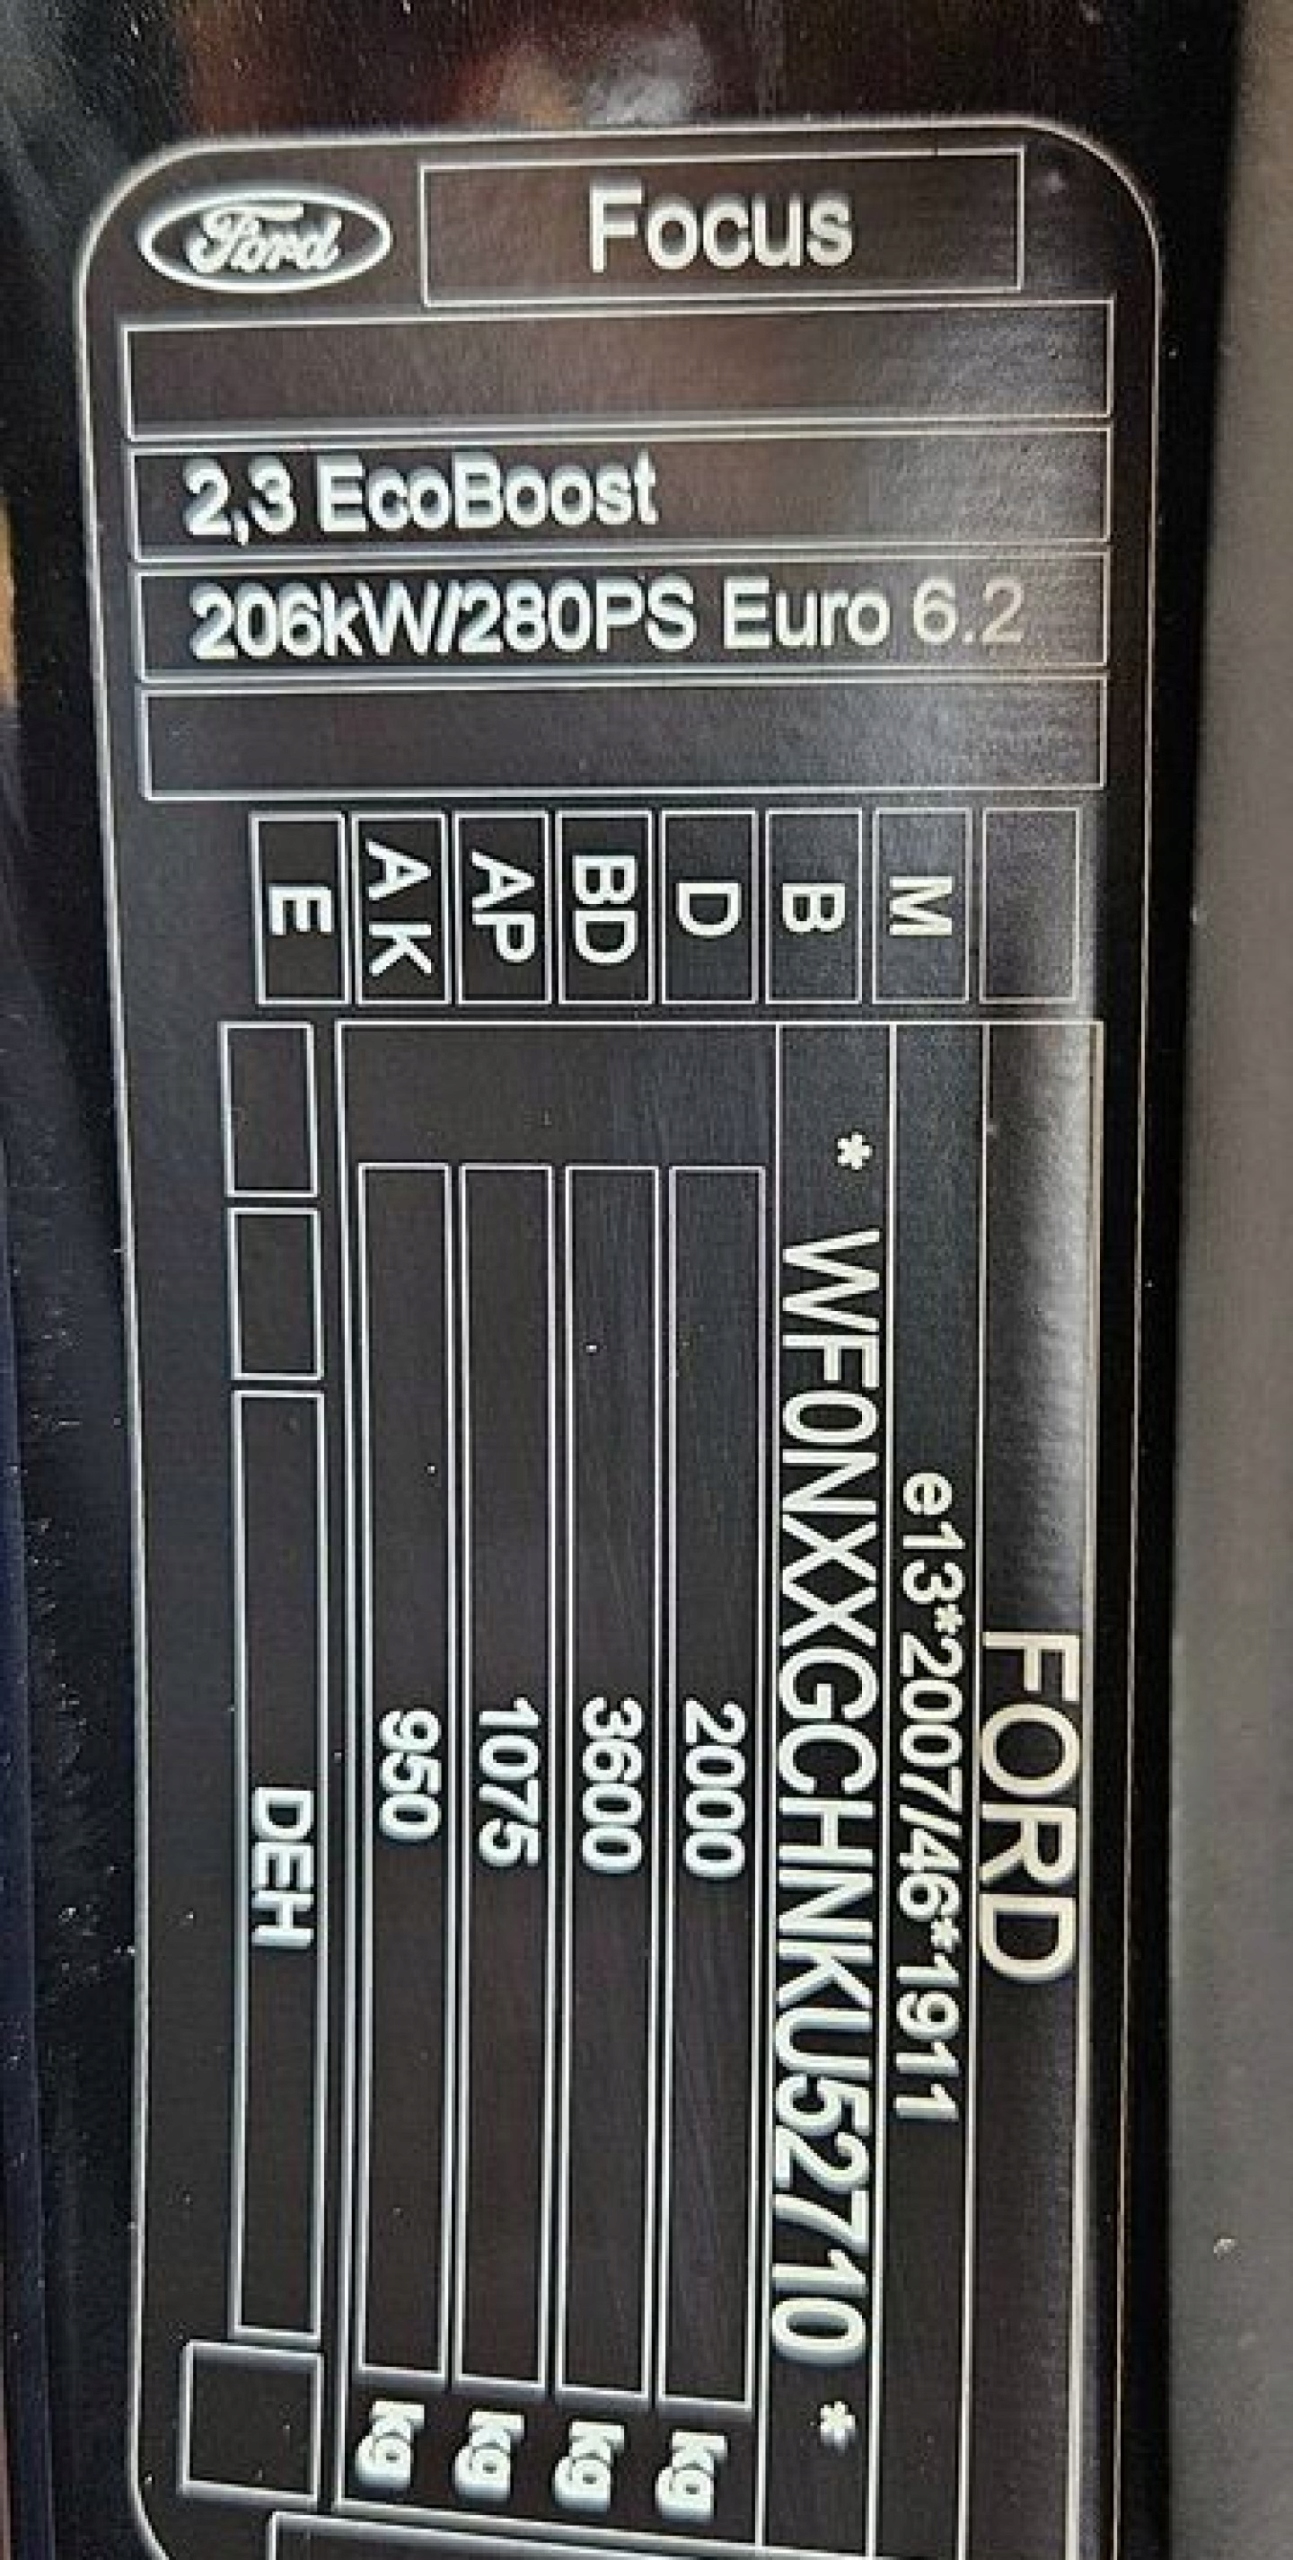 Ford
Focus
2,3 EcoBoost
206kW/280PS Euro 6.2
FORD
M e13*2007/46*1911
B * WF0NXXGCHNKU52710 *
D 2000 kg
BD 3600 kg
AP 1075 kg
AK 950 kg
E DEH